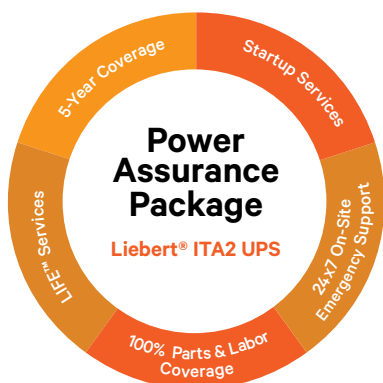 Power
Assurance
Package
Liebert® ITA2 UPS
5-Year Coverage
Startup Services
24x7 On-Site
Emergency Support
100% Parts & Labor
Coverage
LIFE™ Services